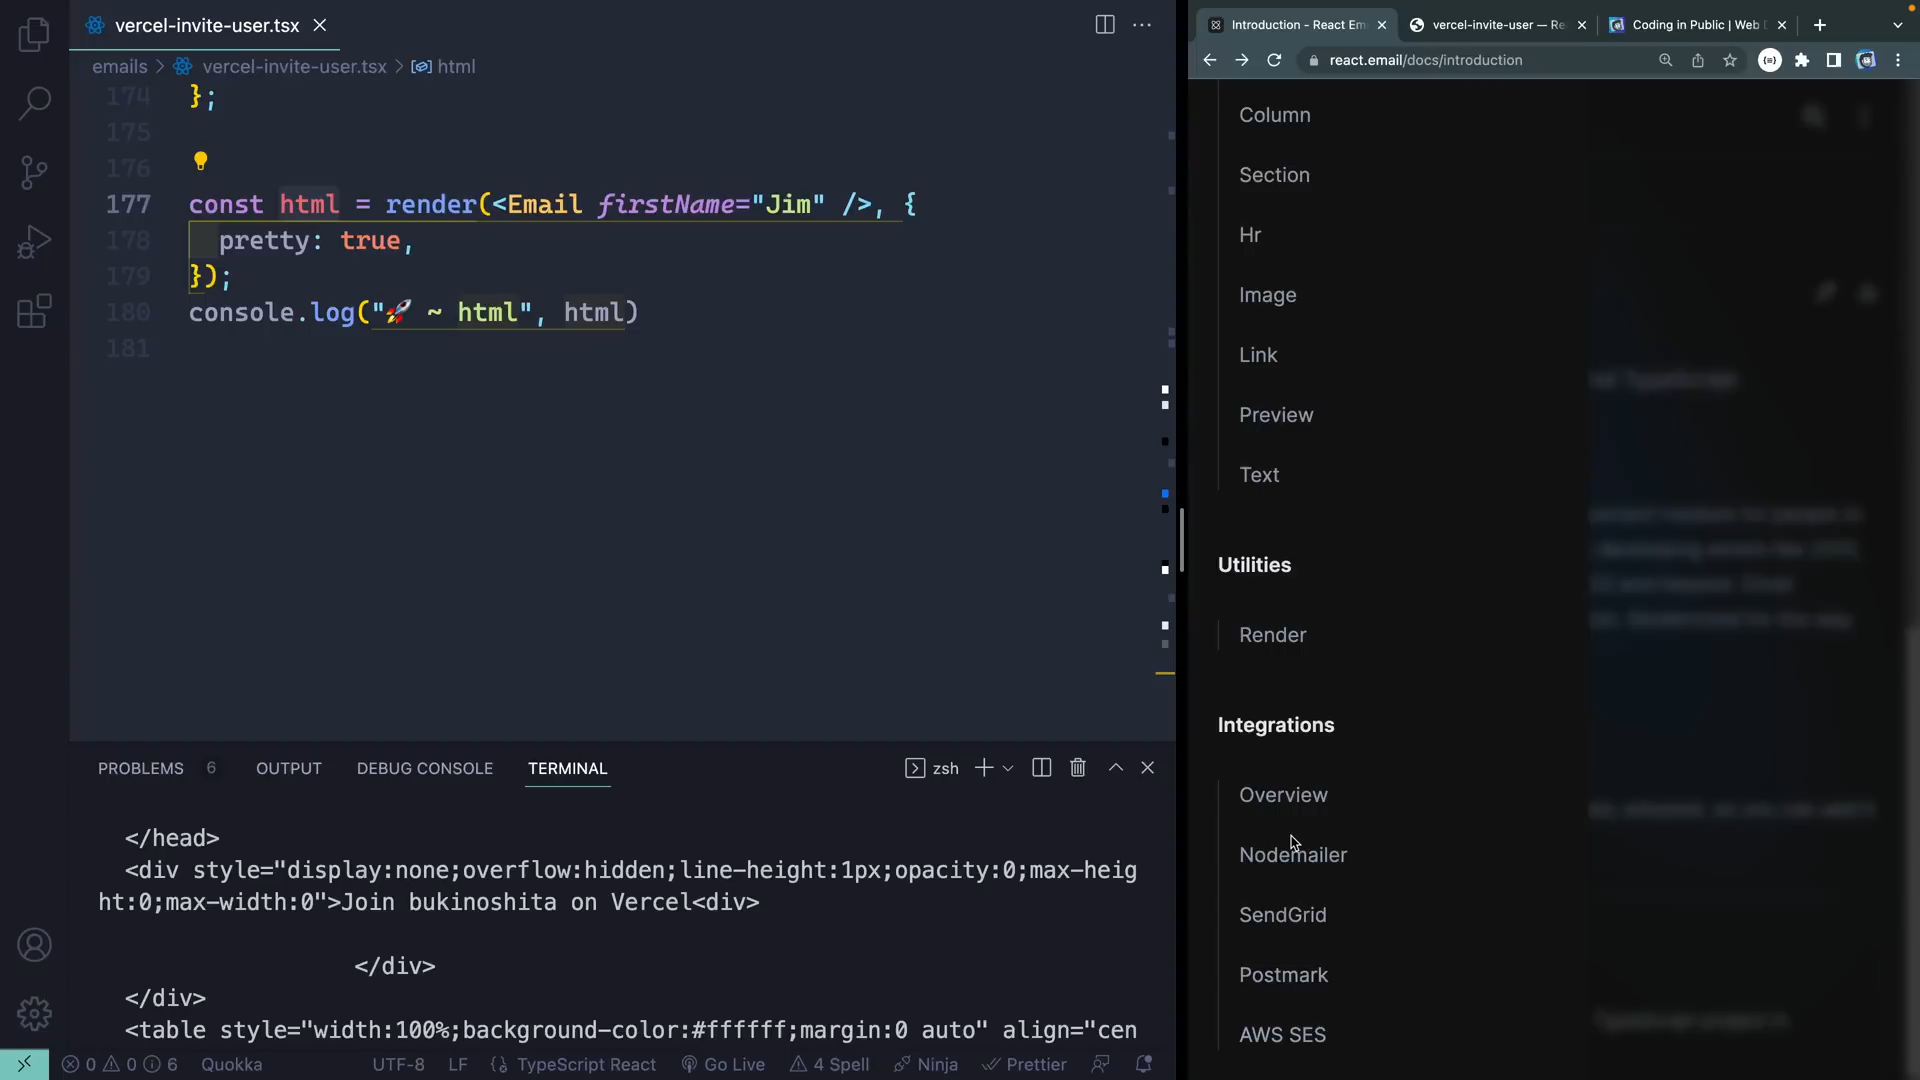 vercel-invite-user.tsx
emails > vercel-invite-user.tsx > html
174 };
175
176
177 const html = render(<Email firstName="Jim" />, {
178 pretty: true,
179 });
180 console.log("🚀 ~ html", html)
181
PROBLEMS 6 OUTPUT DEBUG CONSOLE TERMINAL zsh
</head>
<div style="display:none;overflow:hidden;line-height:1px;opacity:0;max-heig
ht:0;max-width:0">Join bukinoshita on Vercel<div>
</div>
</div>
<table style="width:100%;background-color:#ffffff;margin:0 auto" align="cen
0 0 6 Quokka UTF-8 LF {} TypeScript React Go Live 4 Spell Ninja Prettier
Introduction - React Em vercel-invite-user — Re Coding in Public | Web D
react.email/docs/introduction
Column
Section
Hr
Image
Link
Preview
Text
Utilities
Render
Integrations
Overview
Nodemailer
SendGrid
Postmark
AWS SES